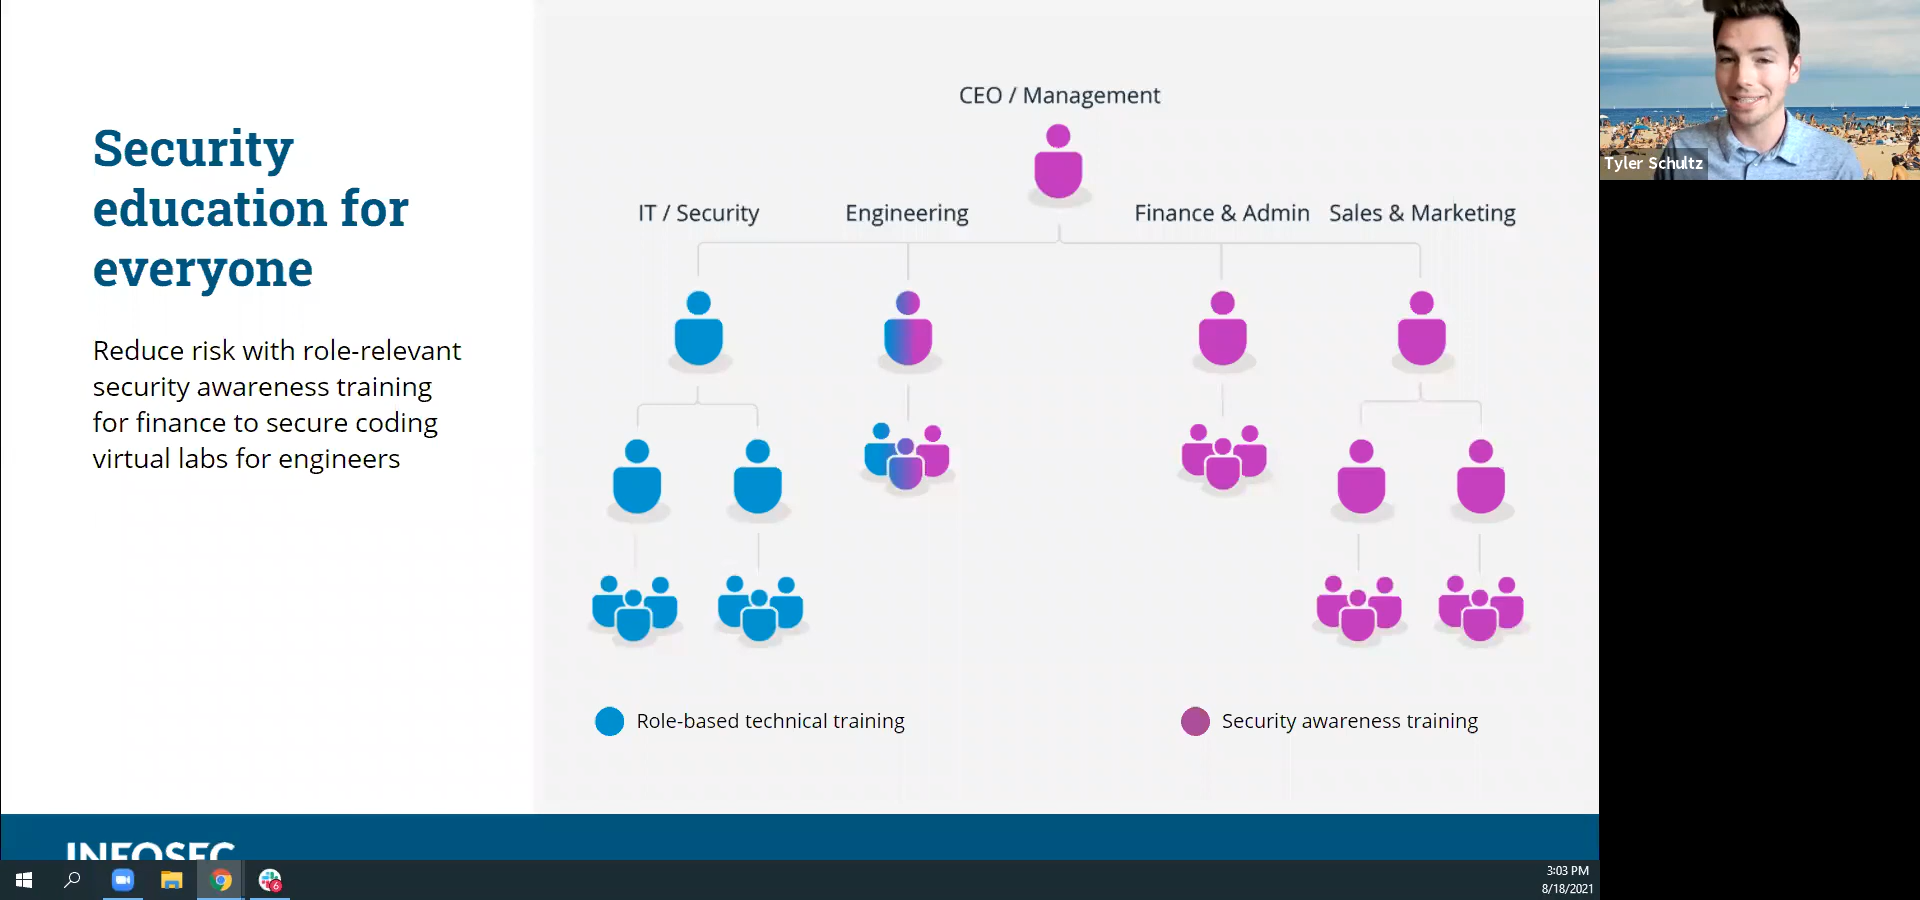 Security
education for
everyone
Reduce risk with role-relevant
security awareness training
for finance to secure coding
virtual labs for engineers
CEO / Management
IT / Security
Engineering
Finance & Admin
Sales & Marketing
Role-based technical training
Security awareness training
INFOSEC
Tyler Schultz
6
3:03 PM
8/18/2021